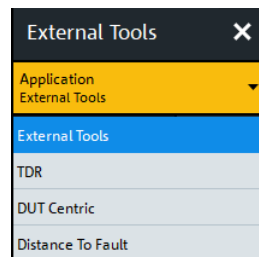 External Tools
Application
External Tools
External Tools
TDR
DUT Centric
Distance To Fault